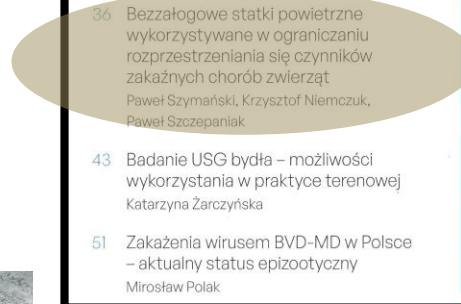 36 Bezzałogowe statki powietrzne
wykorzystywane w ograniczaniu
rozprzestrzeniania się czynników
zakaźnych chorób zwierząt
Paweł Szymański, Krzysztof Niemczuk,
Paweł Szczepaniak
43 Badanie USG bydła – możliwości
wykorzystania w praktyce terenowej
Katarzyna Żarczyńska
51 Zakażenia wirusem BVD-MD w Polsce
– aktualny status epizootyczny
Mirosław Polak